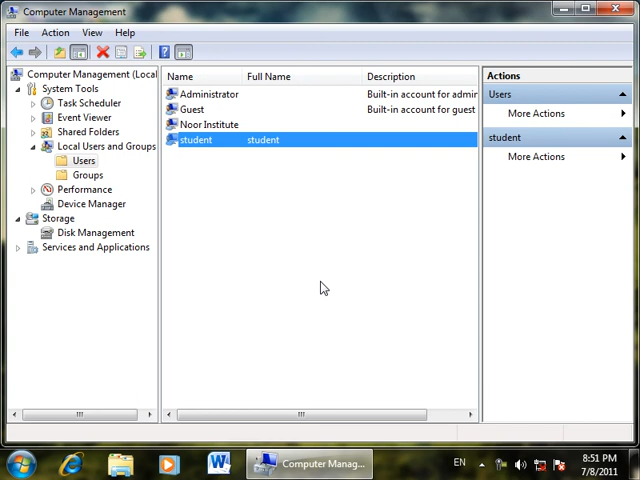 Computer Management
File Action View Help
Computer Management (Local
System Tools
Task Scheduler
Event Viewer
Shared Folders
Local Users and Groups
Users
Groups
Performance
Device Manager
Storage
Disk Management
Services and Applications
Name Full Name Description
Administrator Built-in account for admir
Guest Built-in account for guest
Noor Institute
student student
Actions
Users
More Actions
student
More Actions
Computer Manag...
EN
8:51 PM
7/8/2011